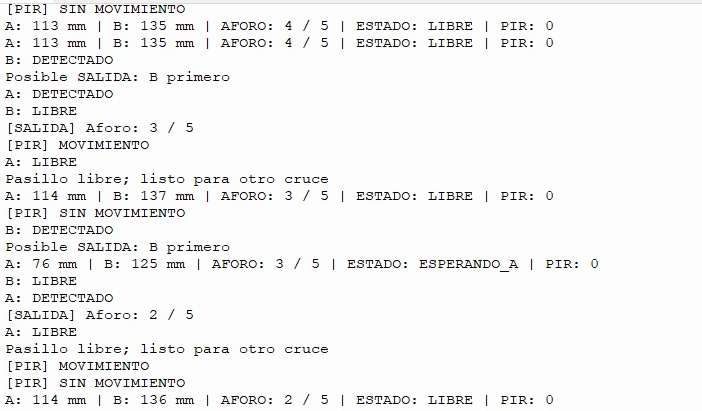 [PIR] SIN MOVIMIENTO
A: 113 mm | B: 135 mm | AFORO: 4 / 5 | ESTADO: LIBRE | PIR: 0
A: 113 mm | B: 135 mm | AFORO: 4 / 5 | ESTADO: LIBRE | PIR: 0
B: DETECTADO
Posible SALIDA: B primero
A: DETECTADO
B: LIBRE
[SALIDA] Aforo: 3 / 5
[PIR] MOVIMIENTO
A: LIBRE
Pasillo libre; listo para otro cruce
A: 114 mm | B: 137 mm | AFORO: 3 / 5 | ESTADO: LIBRE | PIR: 0
[PIR] SIN MOVIMIENTO
B: DETECTADO
Posible SALIDA: B primero
A: 76 mm | B: 125 mm | AFORO: 3 / 5 | ESTADO: ESPERANDO_A | PIR: 0
B: LIBRE
A: DETECTADO
[SALIDA] Aforo: 2 / 5
A: LIBRE
Pasillo libre; listo para otro cruce
[PIR] MOVIMIENTO
[PIR] SIN MOVIMIENTO
A: 114 mm | B: 136 mm | AFORO: 2 / 5 | ESTADO: LIBRE | PIR: 0